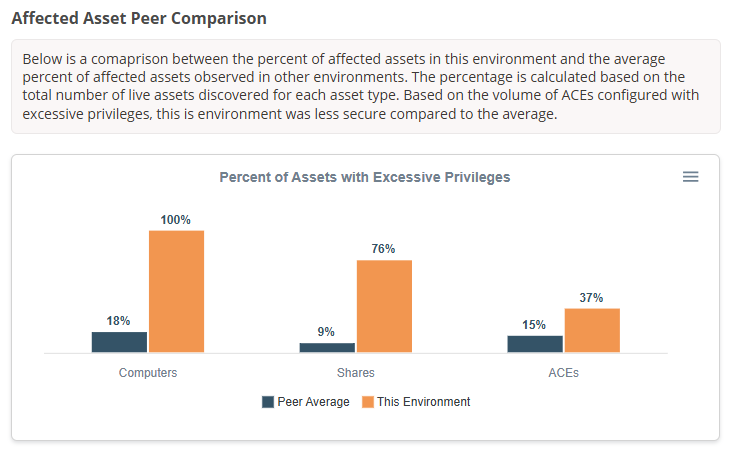 Affected Asset Peer Comparison
Below is a comaprison between the percent of affected assets in this environment and the average
percent of affected assets observed in other environments. The percentage is calculated based on the
total number of live assets discovered for each asset type. Based on the volume of ACEs configured with
excessive privileges, this is environment was less secure compared to the average.
Percent of Assets with Excessive Privileges
100%
76%
37%
18%
9%
15%
Computers
Shares
ACEs
Peer Average
This Environment